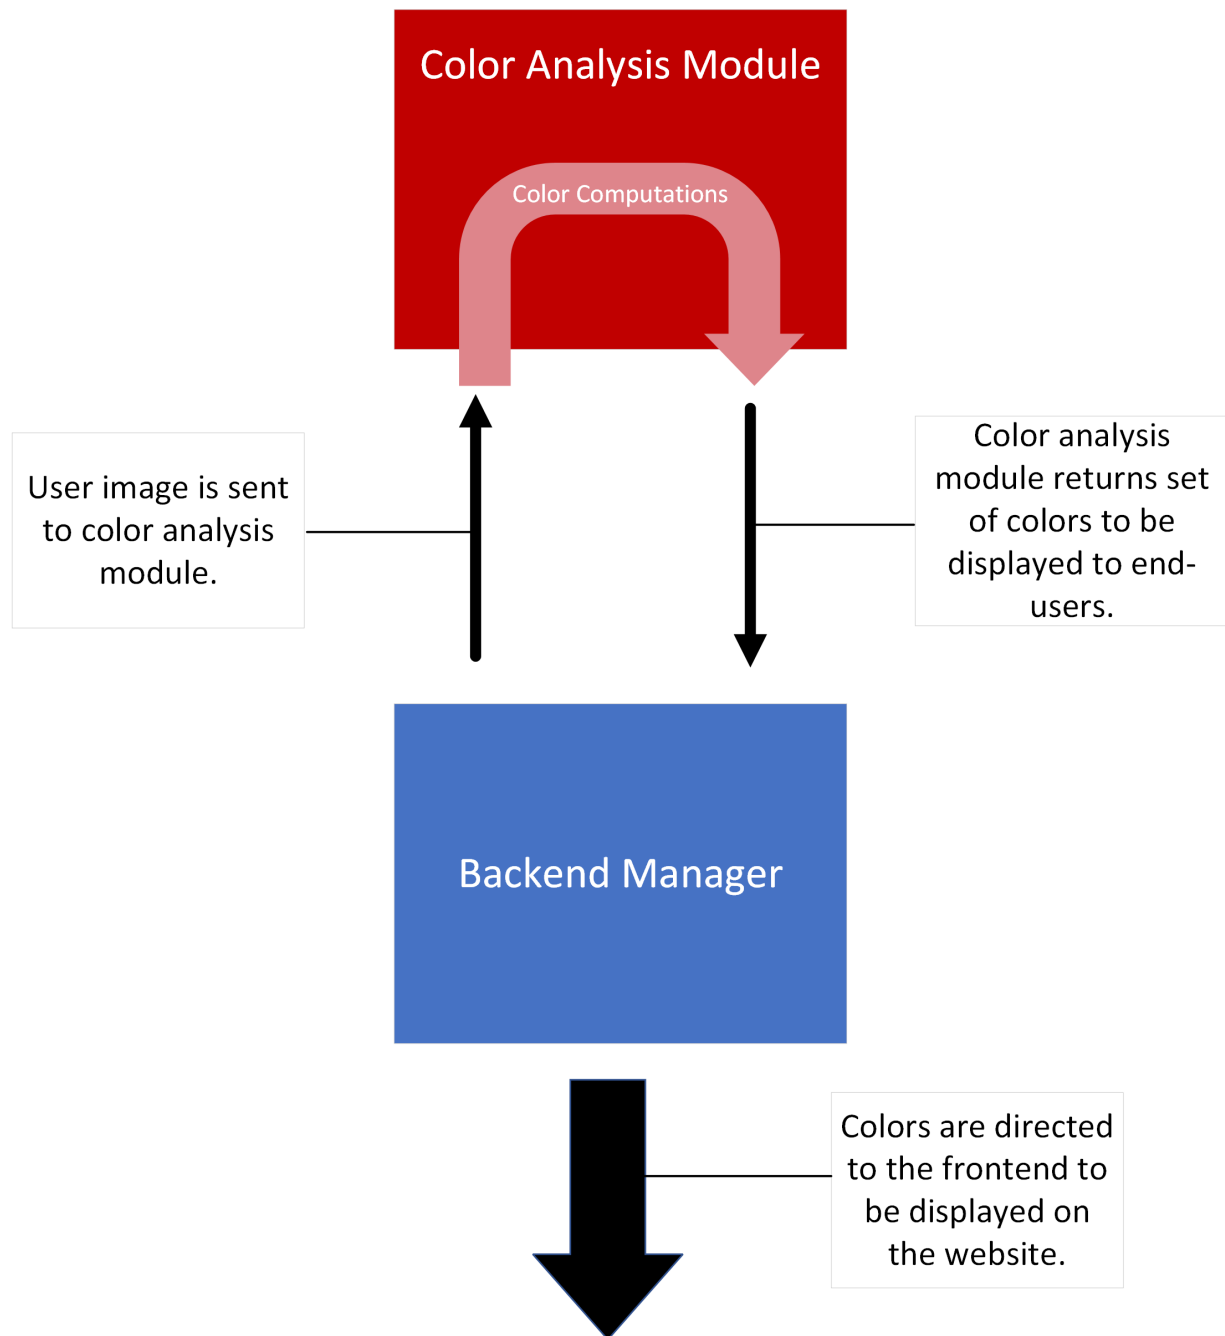 Color Analysis Module
Color Computations
User image is sent
to color analysis
module.
Color analysis
module returns set
of colors to be
displayed to end-
users.
Backend Manager
Colors are directed
to the frontend to
be displayed on
the website.